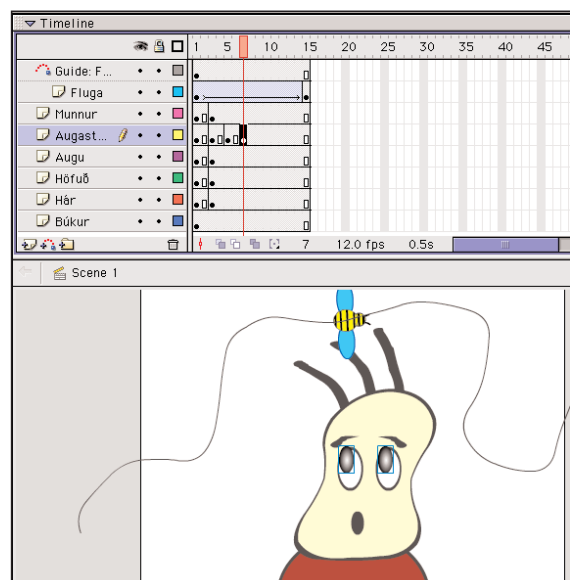 Timeline
1 5 10 15 20 25 30 35 40 45
Guide: F...
Fluga
Munnur
Augast...
Augu
Höfuð
Hár
Búkur
7 12.0 fps 0.5s
Scene 1